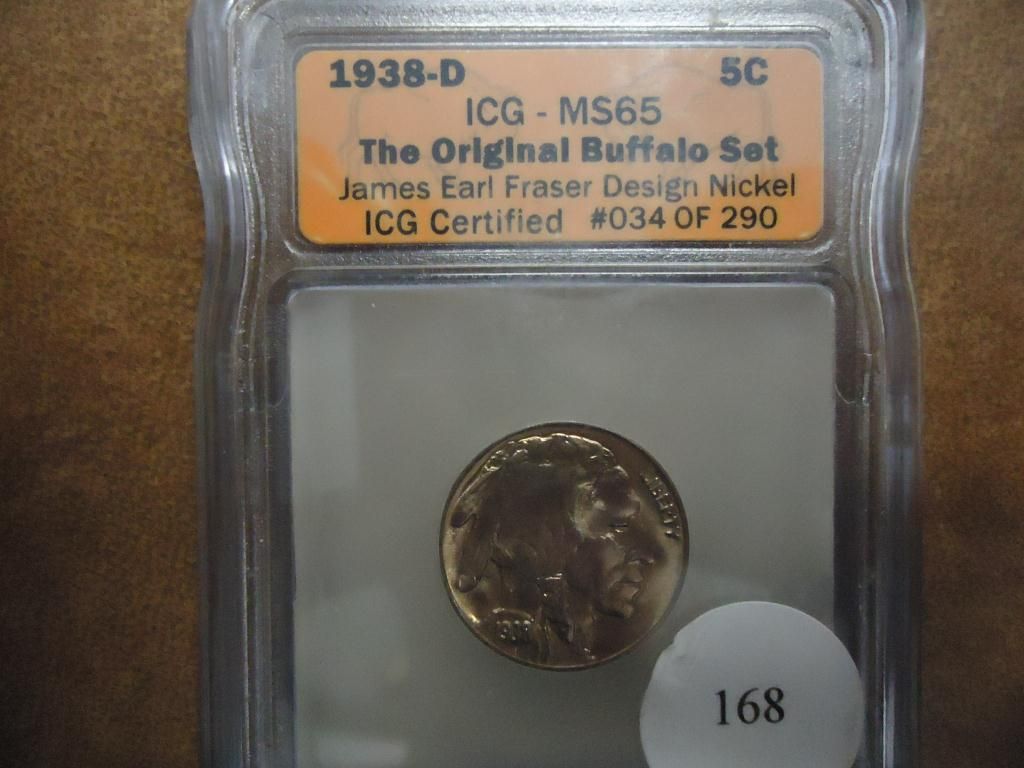 1938-D 5C
ICG - MS65
The Original Buffalo Set
James Earl Fraser Design Nickel
ICG Certified #034 OF 290
LIBERTY
168